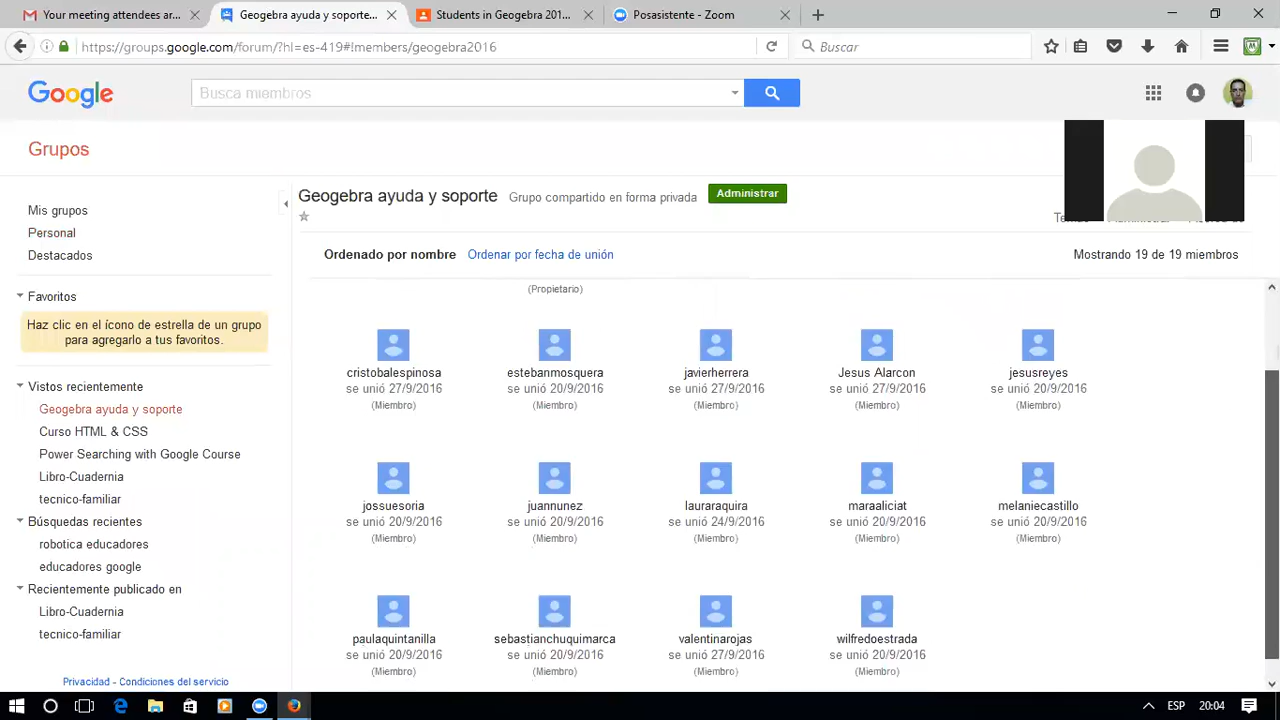 Your meeting attendees ar...
Geogebra ayuda y soporte...
Students in Geogebra 201...
Posasistente - Zoom
https://groups.google.com/forum/?hl=es-419#!members/geogebra2016
Buscar
Google
Busca miembros
Grupos
Geogebra ayuda y soporte
Grupo compartido en forma privada
Administrar
Mis grupos
Personal
Destacados
Ordenado por nombre
Ordenar por fecha de unión
Mostrando 19 de 19 miembros
Favoritos
Haz clic en el ícono de estrella de un grupo
para agregarlo a tus favoritos.
Vistos recientemente
Geogebra ayuda y soporte
Curso HTML & CSS
Power Searching with Google Course
Libro-Cuadernia
tecnico-familiar
Búsquedas recientes
robotica educadores
educadores google
Recientemente publicado en
Libro-Cuadernia
tecnico-familiar
Privacidad - Condiciones del servicio
(Propietario)
cristobalespinosa
se unió 27/9/2016
(Miembro)
estebanmosquera
se unió 20/9/2016
(Miembro)
javierherrera
se unió 27/9/2016
(Miembro)
Jesus Alarcon
se unió 27/9/2016
(Miembro)
jesusreyes
se unió 20/9/2016
(Miembro)
jossuesoria
se unió 20/9/2016
(Miembro)
juannunez
se unió 20/9/2016
(Miembro)
lauraraquira
se unió 24/9/2016
(Miembro)
maraaliciat
se unió 20/9/2016
(Miembro)
melaniecastillo
se unió 20/9/2016
(Miembro)
paulaquintanilla
se unió 20/9/2016
(Miembro)
sebastianchuquimarca
se unió 20/9/2016
(Miembro)
valentinarojas
se unió 27/9/2016
(Miembro)
wilfredoestrada
se unió 20/9/2016
(Miembro)
ESP
20:04